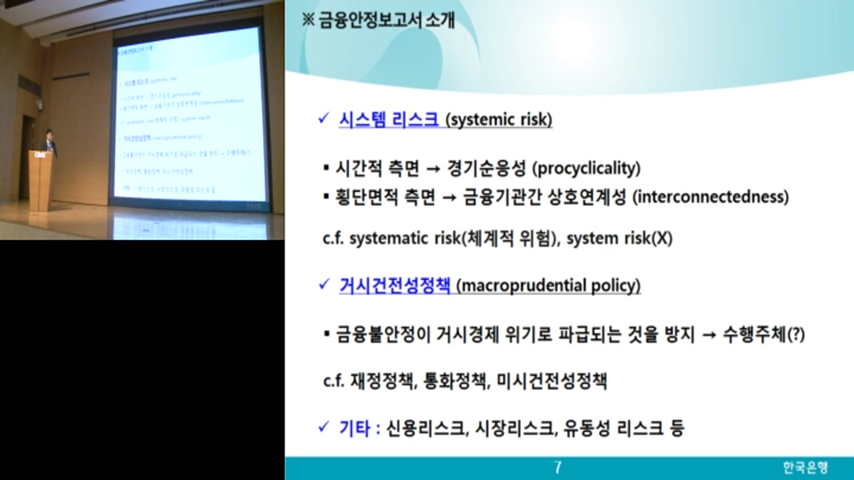 ※ 금융안정보고서 소개
✓ 시스템 리스크 (systemic risk)
▪ 시간적 측면 → 경기순응성 (procyclicality)
▪ 횡단면적 측면 → 금융기관간 상호연계성 (interconnectedness)
c.f. systematic risk(체계적 위험), system risk(X)
✓ 거시건전성정책 (macroprudential policy)
▪ 금융불안정이 거시경제 위기로 파급되는 것을 방지 → 수행주체(?)
c.f. 재정정책, 통화정책, 미시건전성정책
✓ 기타 : 신용리스크, 시장리스크, 유동성 리스크 등
7
한국은행